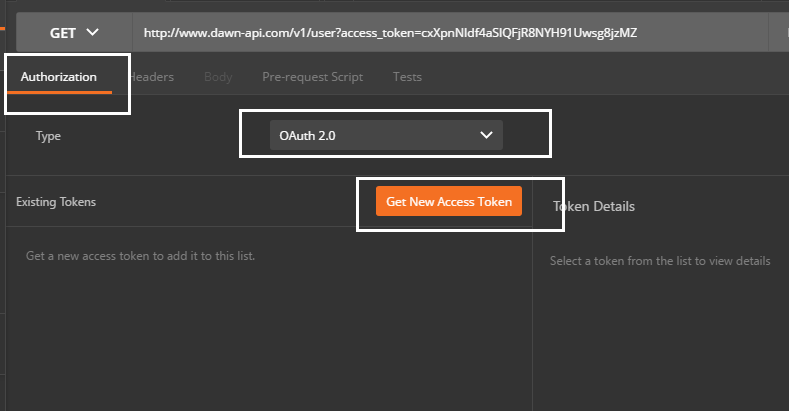 GET http://www.dawn-api.com/v1/user?access_token=cxXpnNIdf4aSlQFjR8NYH91Uwsg8jzMZ
Authorization Headers Body Pre-request Script Tests
Type OAuth 2.0
Existing Tokens Get New Access Token Token Details
Get a new access token to add it to this list. Select a token from the list to view details